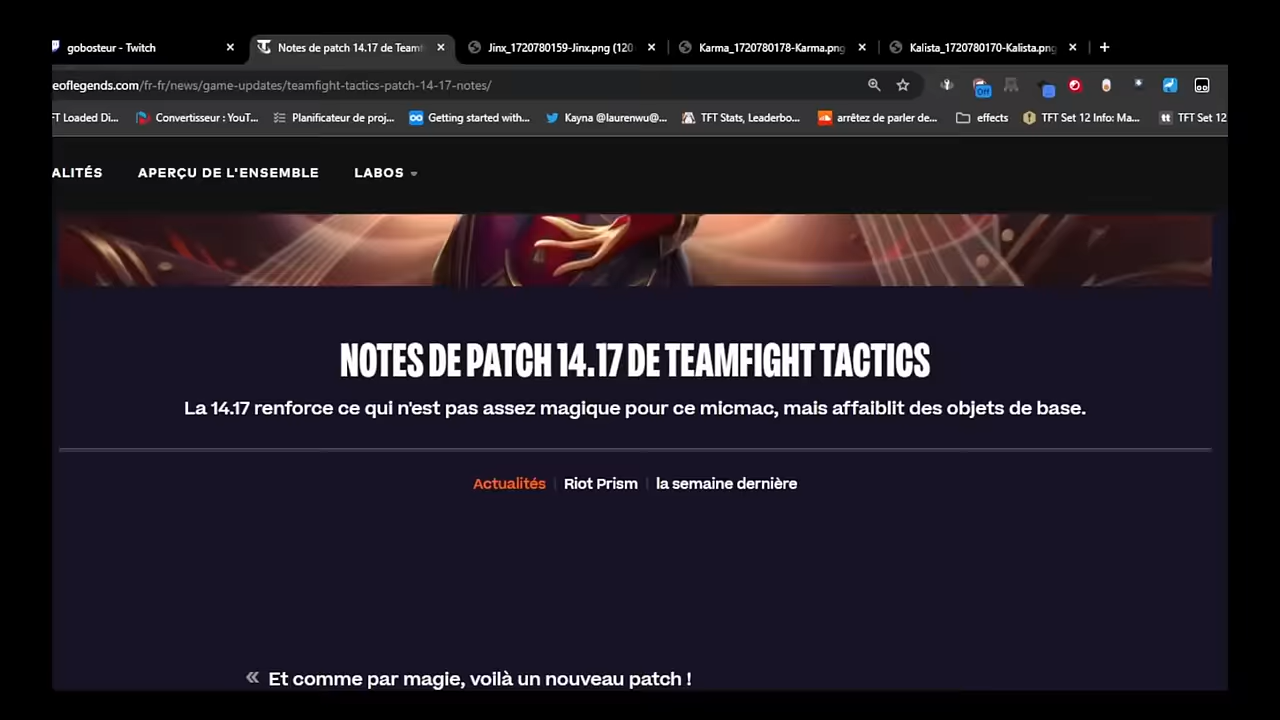 gobosteur - Twitch
Notes de patch 14.17 de Teamf
Jinx_1720780159-Jinx.png (120
Karma_1720780178-Karma.png
Kalista_1720780170-Kalista.png
eoflegends.com/fr-fr/news/game-updates/teamfight-tactics-patch-14-17-notes/
Off
FT Loaded Di... Convertisseur : YouT... Planificateur de proj... Getting started with... Kayna @laurenwu@... TFT Stats, Leaderbo... arrêtez de parler de... effects TFT Set 12 Info: Ma... tt TFT Set 12
ALITÉS APERÇU DE L'ENSEMBLE LABOS
NOTES DE PATCH 14.17 DE TEAMFIGHT TACTICS
La 14.17 renforce ce qui n'est pas assez magique pour ce micmac, mais affaiblit des objets de base.
Actualités | Riot Prism | la semaine dernière
« Et comme par magie, voilà un nouveau patch !